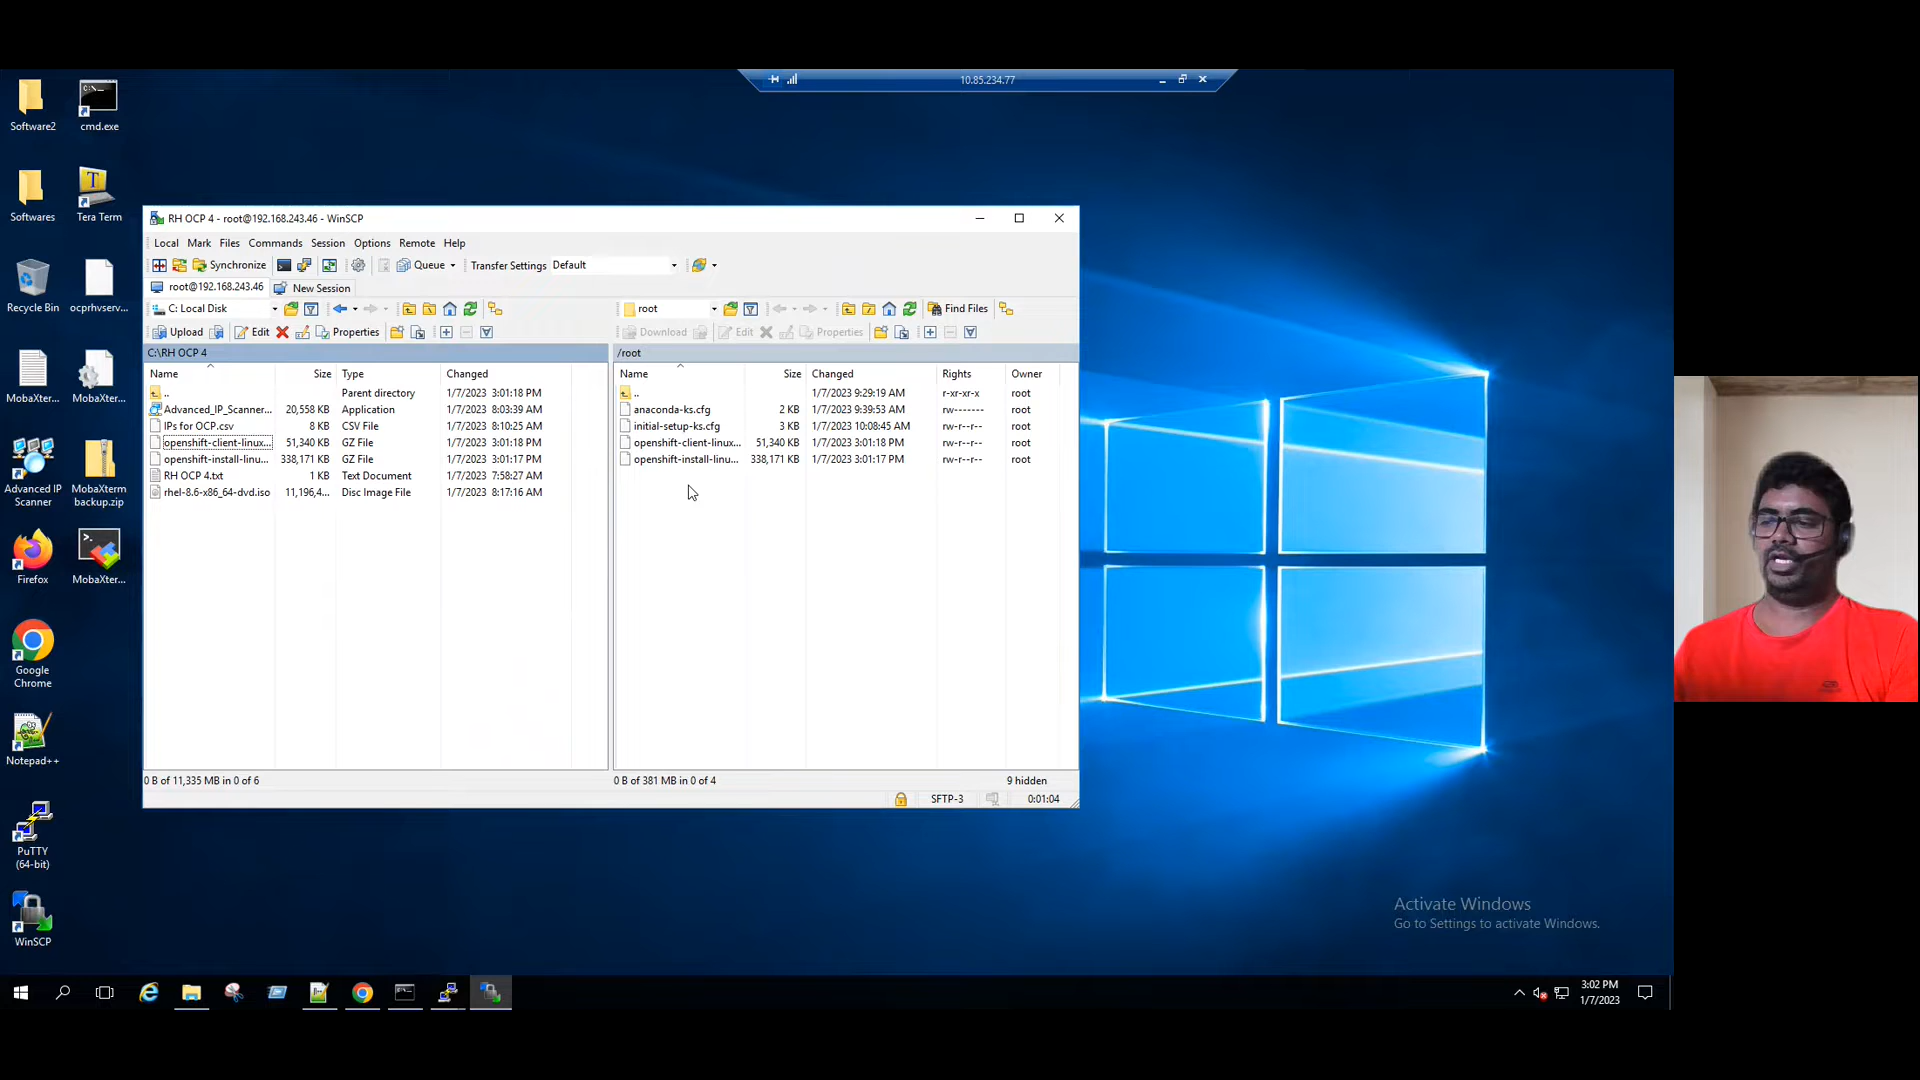 10.85.234.77
Software2
cmd.exe
Softwares
Tera Term
Recycle Bin
ocprhvserv...
MobaXter...
MobaXter...
Advanced IP
Scanner
MobaXterm
backup.zip
Firefox
MobaXter...
Google
Chrome
Notepad++
PuTTY
(64-bit)
WinSCP
RH OCP 4 - root@192.168.243.46 - WinSCP
Local Mark Files Commands Session Options Remote Help
Synchronize Queue Transfer Settings Default
root@192.168.243.46 New Session
C: Local Disk
root Find Files
Upload Edit Properties
Download Edit Properties
C:\RH OCP 4
Name Size Type Changed
.. Parent directory 1/7/2023 3:01:18 PM
Advanced_IP_Scanner... 20,558 KB Application 1/7/2023 8:03:39 AM
IPs for OCP.csv 8 KB CSV File 1/7/2023 8:10:25 AM
openshift-client-linux... 51,340 KB GZ File 1/7/2023 3:01:18 PM
openshift-install-linu... 338,171 KB GZ File 1/7/2023 3:01:17 PM
RH OCP 4.txt 1 KB Text Document 1/7/2023 7:58:27 AM
rhel-8.6-x86_64-dvd.iso 11,196,4... Disc Image File 1/7/2023 8:17:16 AM
0 B of 11,335 MB in 0 of 6
/root
Name Size Changed Rights Owner
.. 1/7/2023 9:29:19 AM r-xr-xr-x root
anaconda-ks.cfg 2 KB 1/7/2023 9:39:53 AM rw------- root
initial-setup-ks.cfg 3 KB 1/7/2023 10:08:45 AM rw-r--r-- root
openshift-client-linux... 51,340 KB 1/7/2023 3:01:18 PM rw-r--r-- root
openshift-install-linu... 338,171 KB 1/7/2023 3:01:17 PM rw-r--r-- root
0 B of 381 MB in 0 of 4 9 hidden
SFTP-3 0:01:04
Activate Windows
Go to Settings to activate Windows.
3:02 PM
1/7/2023